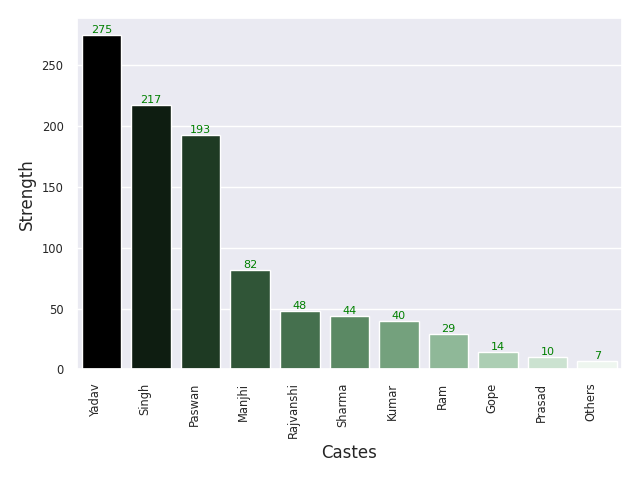 275
250
217
200
193
150
100
82
50
48
44
40
29
14
10
7
0
Strength
Yadav
Singh
Paswan
Manjhi
Rajvanshi
Sharma
Kumar
Ram
Gope
Prasad
Others
Castes